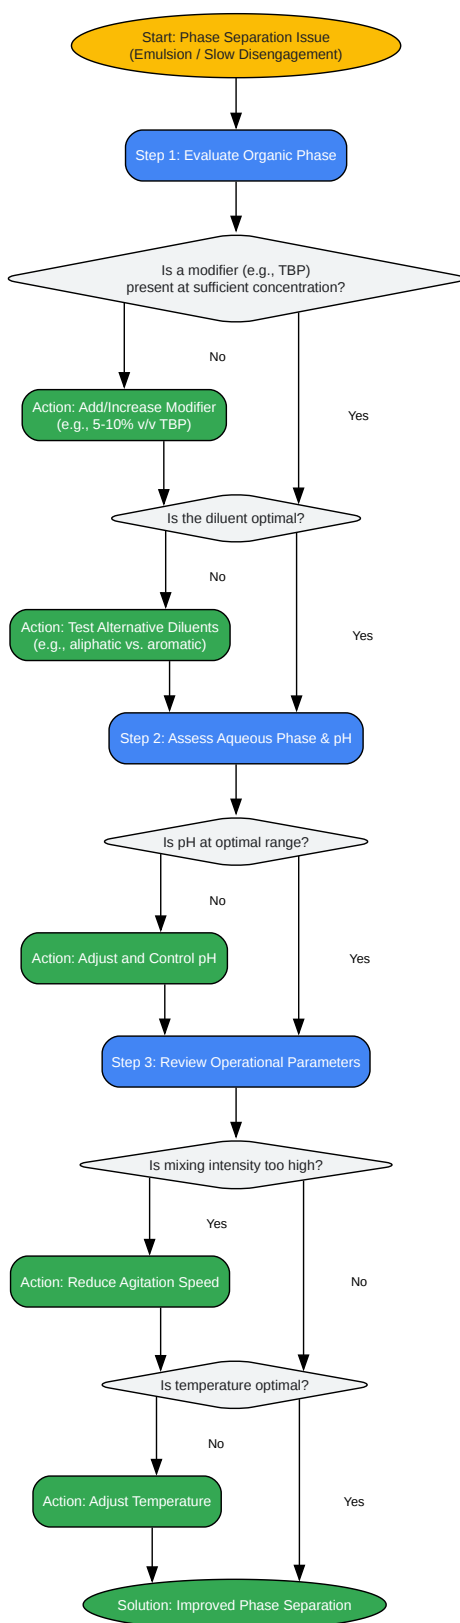 Start: Phase Separation Issue
(Emulsion / Slow Disengagement)
Step 1: Evaluate Organic Phase
Is a modifier (e.g., TBP)
present at sufficient concentration?
No
Action: Add/Increase Modifier
(e.g., 5-10% v/v TBP)
Yes
Is the diluent optimal?
No
Action: Test Alternative Diluents
(e.g., aliphatic vs. aromatic)
Yes
Step 2: Assess Aqueous Phase & pH
Is pH at optimal range?
No
Action: Adjust and Control pH
Yes
Step 3: Review Operational Parameters
Is mixing intensity too high?
Yes
Action: Reduce Agitation Speed
No
Is temperature optimal?
No
Action: Adjust Temperature
Yes
Solution: Improved Phase Separation